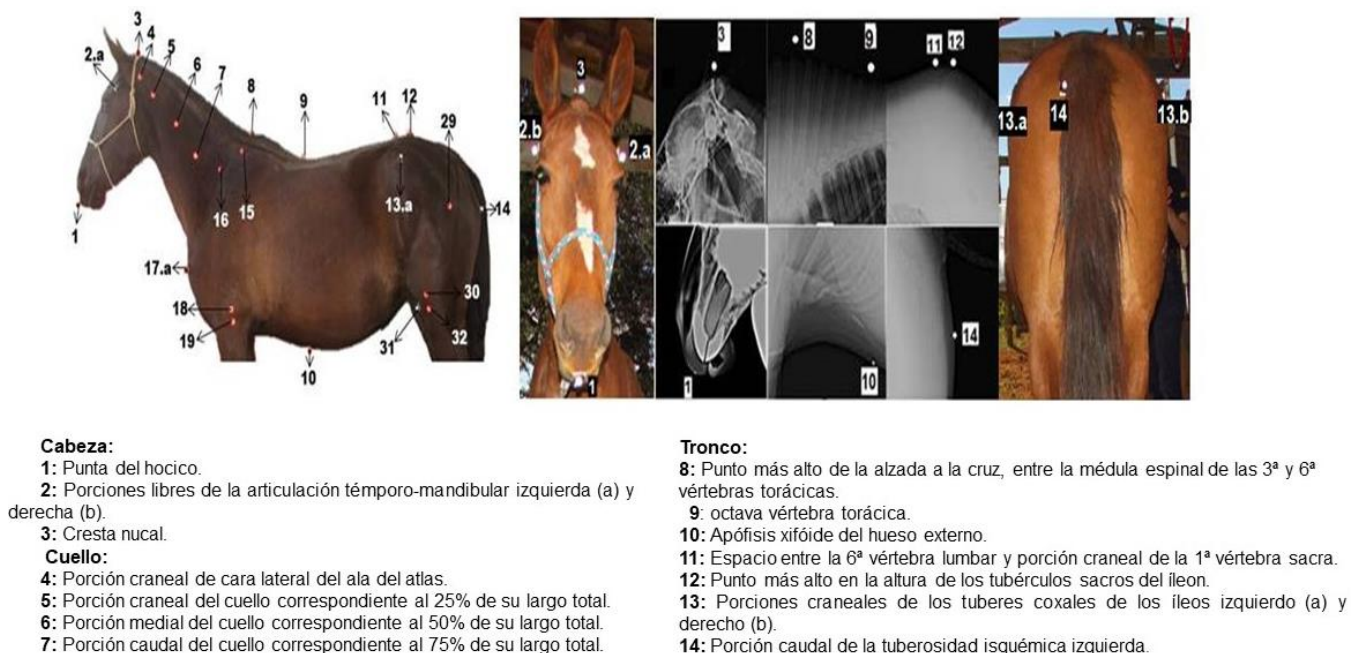 3
4
5
2.a
6
7
8
9
11
12
29
1
16
15
13.a
14
17.a
18
19
10
31
30
32
3
2.b
2.a
1
3
8
9
11
12
1
10
14
13.a
14
13.b
Cabeza:
1: Punta del hocico.
2: Porciones libres de la articulación témporo-mandibular izquierda (a) y
derecha (b).
3: Cresta nucal.
Cuello:
4: Porción craneal de cara lateral del ala del atlas.
5: Porción craneal del cuello correspondiente al 25% de su largo total.
6: Porción medial del cuello correspondiente al 50% de su largo total.
7: Porción caudal del cuello correspondiente al 75% de su largo total.
Tronco:
8: Punto más alto de la alzada a la cruz, entre la médula espinal de las 3ª y 6ª
vértebras torácicas.
9: octava vértebra torácica.
10: Apófisis xifóide del hueso externo.
11: Espacio entre la 6ª vértebra lumbar y porción craneal de la 1ª vértebra sacra.
12: Punto más alto en la altura de los tubérculos sacros del íleon.
13: Porciones craneales de los tuberes coxales de los íleos izquierdo (a) y
derecho (b).
14: Porción caudal de la tuberosidad isquémica izquierda.